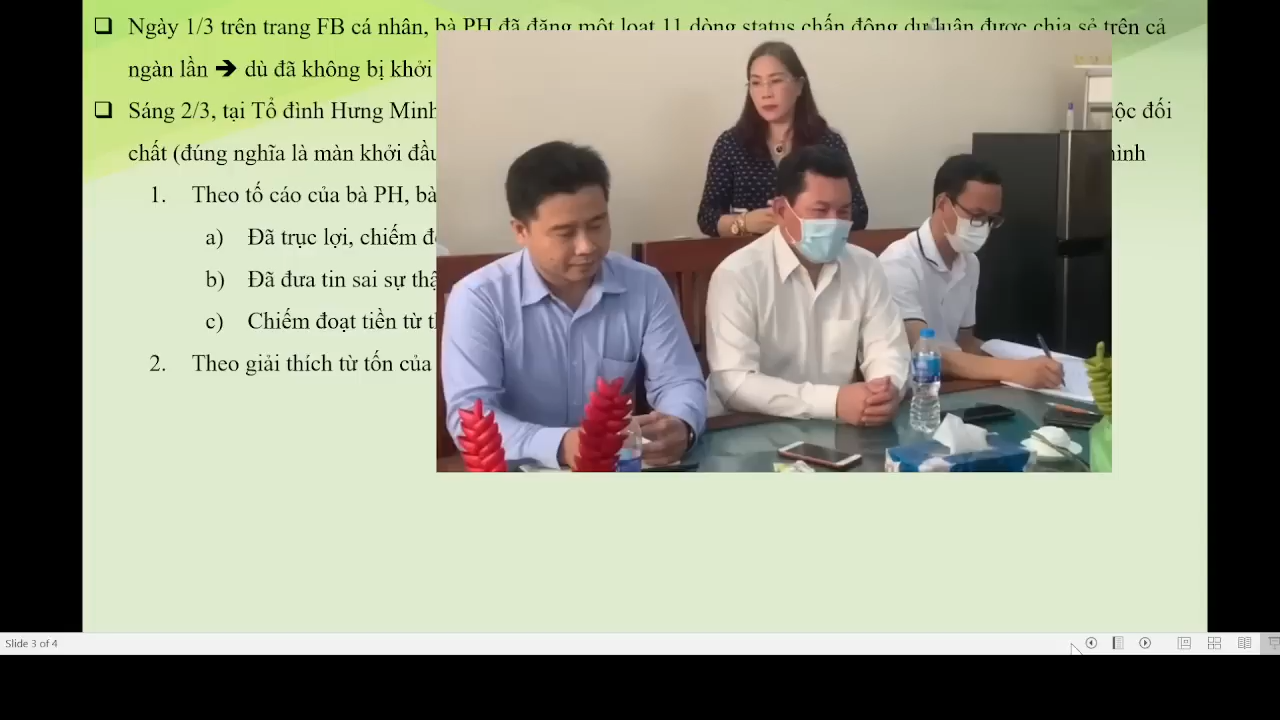 ❑ Ngày 1/3 trên trang FB cá nhân, bà PH đã đăng một loạt 11 dòng status chấn động dư luận được chia sẻ trên cả
ngàn lần ➔ dù đã không bị khởi
❑ Sáng 2/3, tại Tổ đình Hưng Minh ộc đối
chất (đúng nghĩa là màn khởi đầu ình
1. Theo tố cáo của bà PH, bà
a) Đã trục lợi, chiếm
b) Đã đưa tin sai sự
c) Chiếm đoạt tiền từ
2. Theo giải thích từ tốn của
Slide 3 of 4